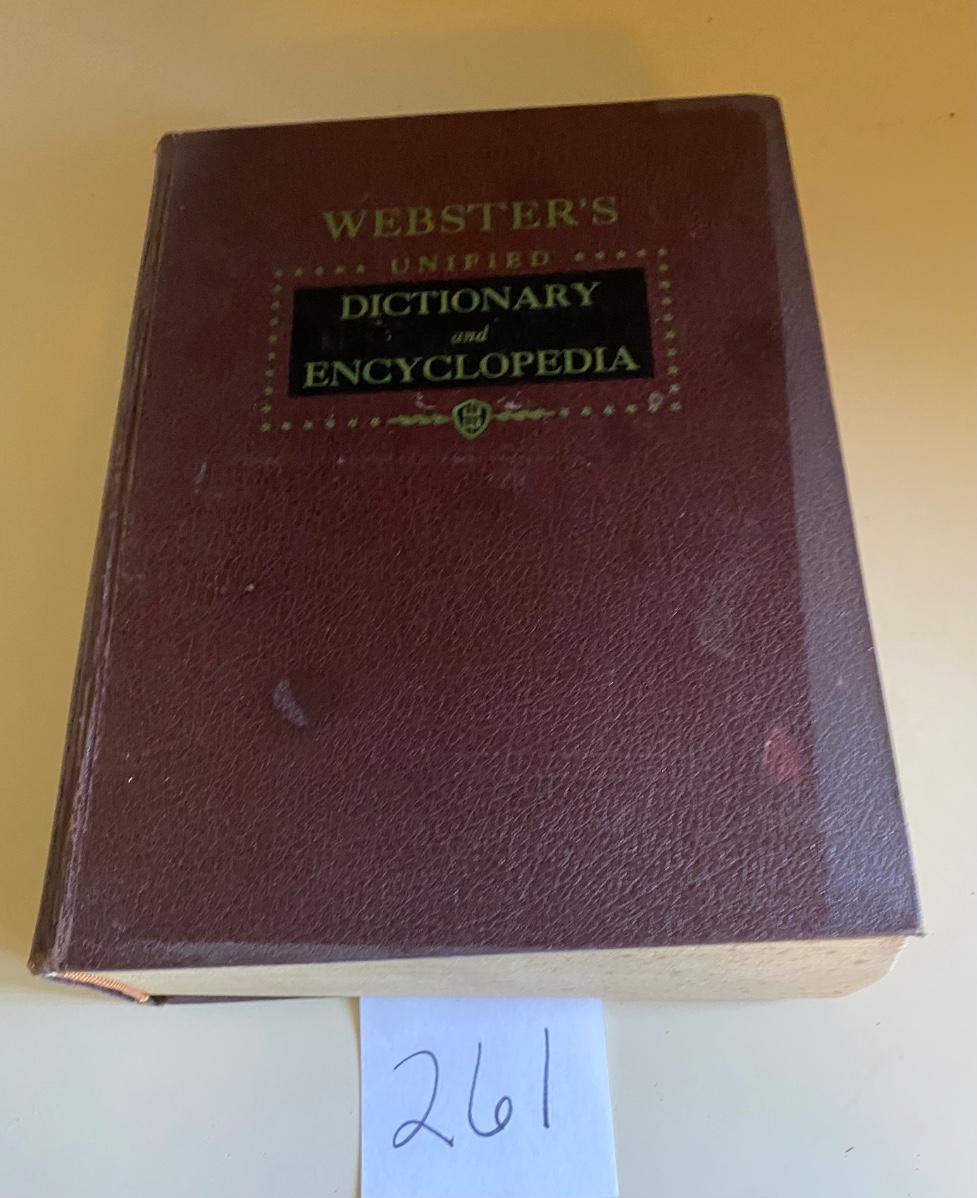 WEBSTER'S
UNIFIED
DICTIONARY
and
ENCYCLOPEDIA
261